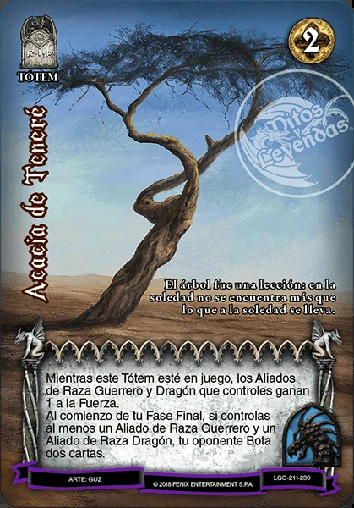 2
TÓTEM
Mitos y Leyendas
Acacia de Teneré
El árbol fue una lección: en la
soledad no se encuentra más que
lo que a la soledad se lleva.
Mientras este Tótem esté en juego, los Aliados
de Raza Guerrero y Dragón que controles ganan
1 a la Fuerza.
Al comienzo de tu Fase Final, si controlas
al menos un Aliado de Raza Guerrero y un
Aliado de Raza Dragón, tu oponente Bota
dos cartas.
ARTE: GUZ
© 2018 FENIX ENTERTAINMENT S.P.A